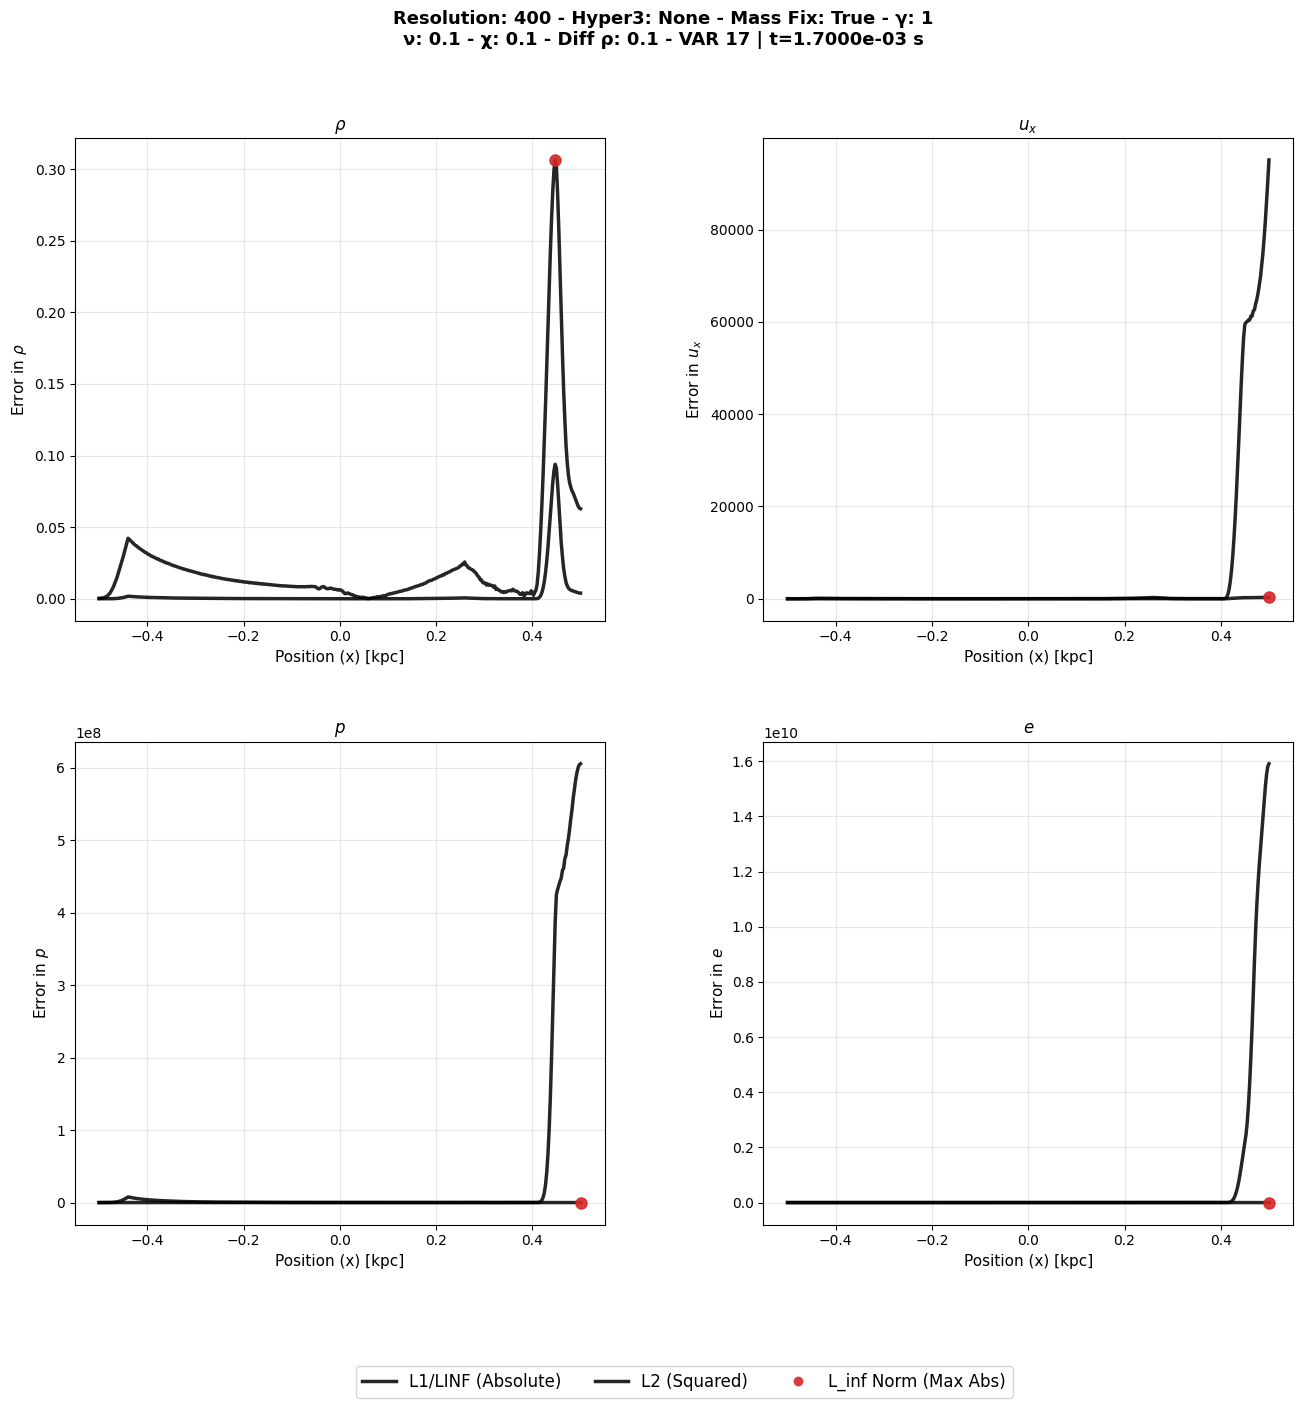 Resolution: 400 - Hyper3: None - Mass Fix: True - γ: 1
ν: 0.1 - χ: 0.1 - Diff ρ: 0.1 - VAR 17 | t=1.7000e-03 s
ρ
Error in ρ
0.30
0.25
0.20
0.15
0.10
0.05
0.00
−0.4 −0.2 0.0 0.2 0.4
Position (x) [kpc]
u_x
Error in u_x
80000
60000
40000
20000
0
−0.4 −0.2 0.0 0.2 0.4
Position (x) [kpc]
p
1e8
Error in p
6
5
4
3
2
1
0
−0.4 −0.2 0.0 0.2 0.4
Position (x) [kpc]
e
1e10
Error in e
1.6
1.4
1.2
1.0
0.8
0.6
0.4
0.2
0.0
−0.4 −0.2 0.0 0.2 0.4
Position (x) [kpc]
L1/LINF (Absolute) L2 (Squared) L_inf Norm (Max Abs)